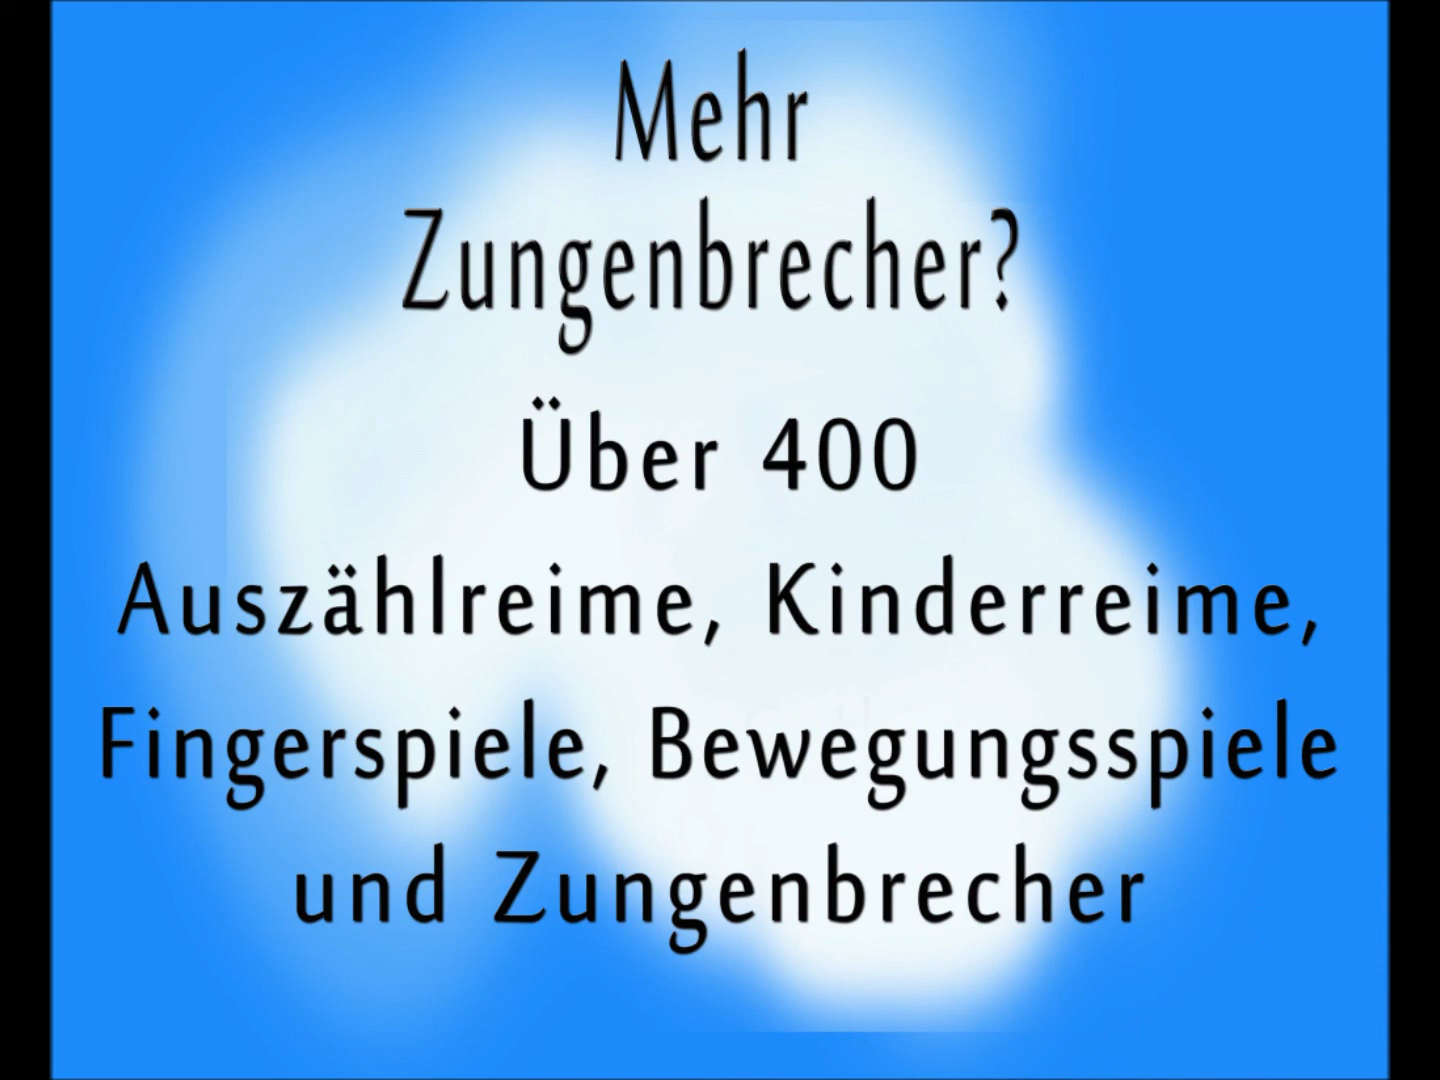 Mehr
Zungenbrecher?
Über 400
Auszählreime, Kinderreime,
Fingerspiele, Bewegungsspiele
und Zungenbrecher